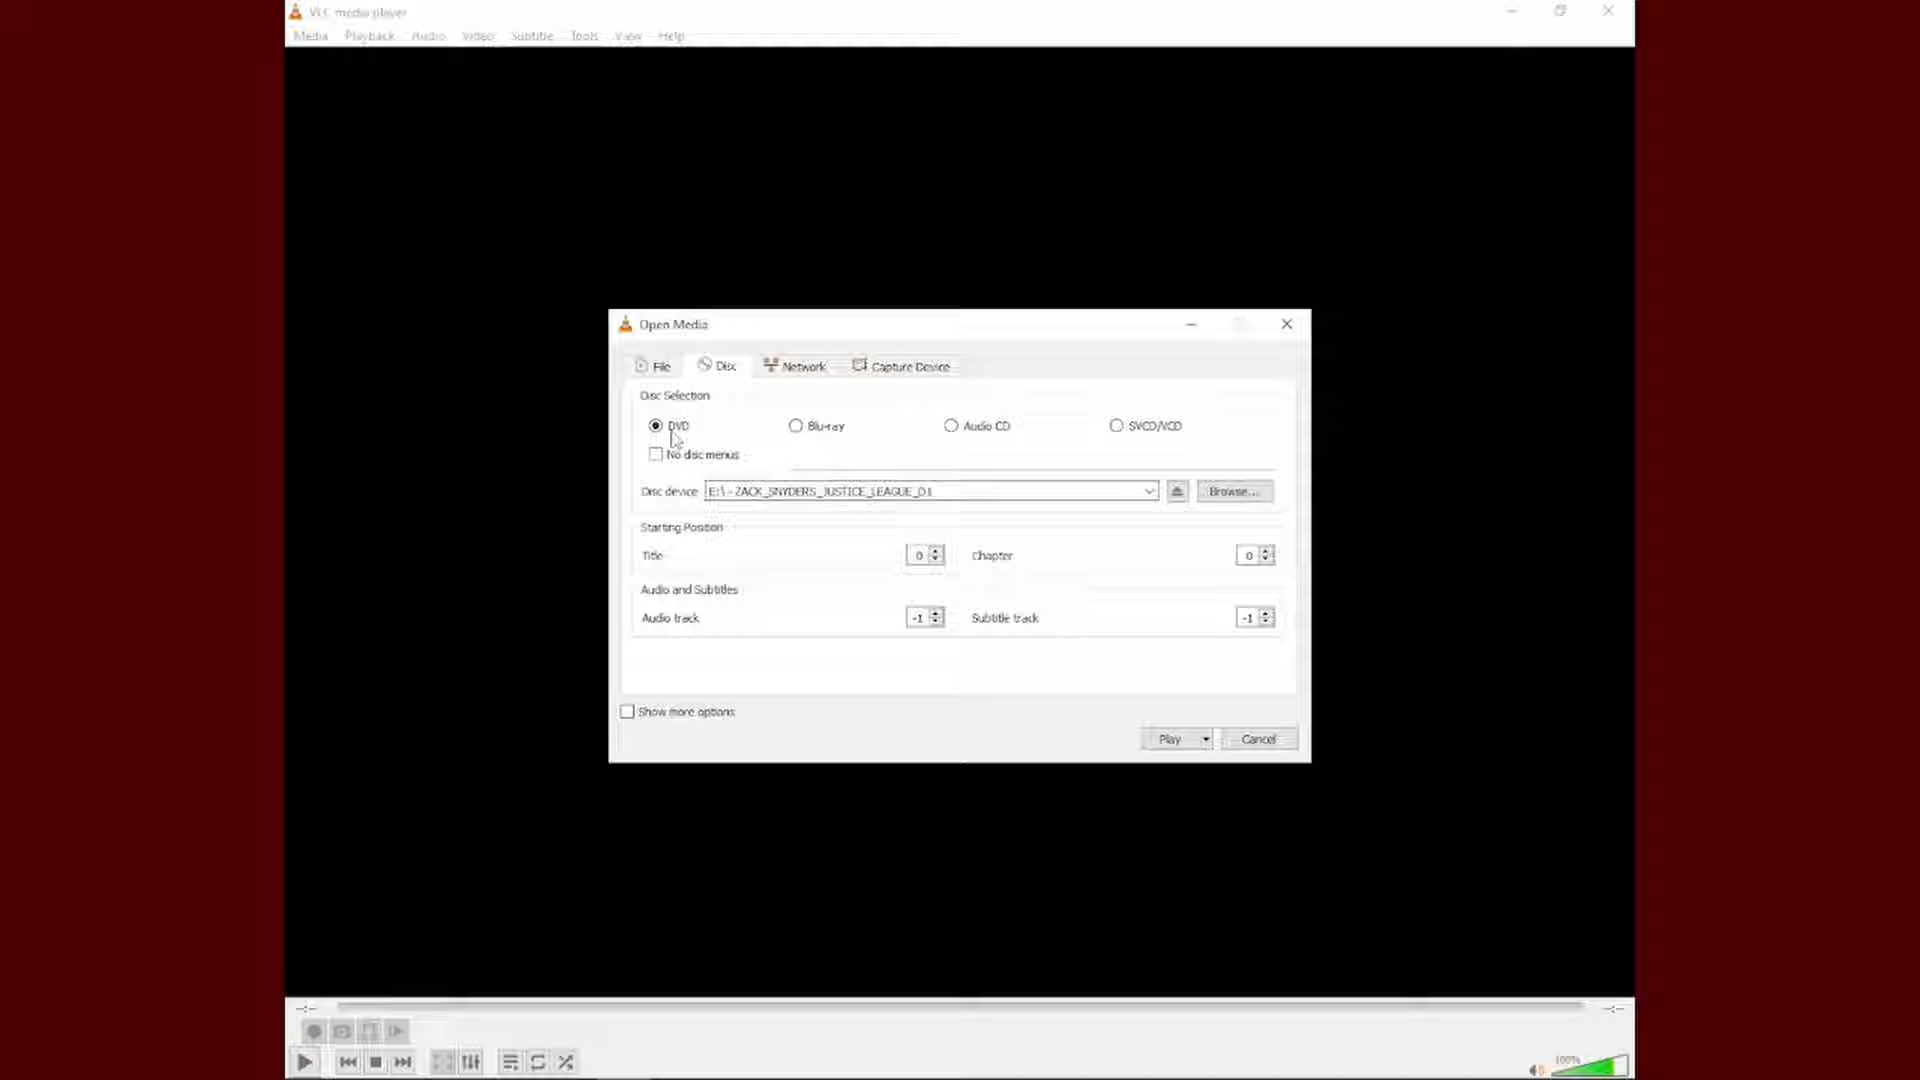 VLC media player
Media Playback Audio Video Subtitle Tools View Help
Open Media
File Disc Network Capture Device
Disc Selection
DVD Blu-ray Audio CD SVCD/VCD
No disc menus
Disc device E:\ - ZACK_SNYDERS_JUSTICE_LEAGUE_D1 Browse...
Starting Position
Title 0 Chapter 0
Audio and Subtitles
Audio track -1 Subtitle track -1
Show more options
Play Cancel
--:-- --:--
100%